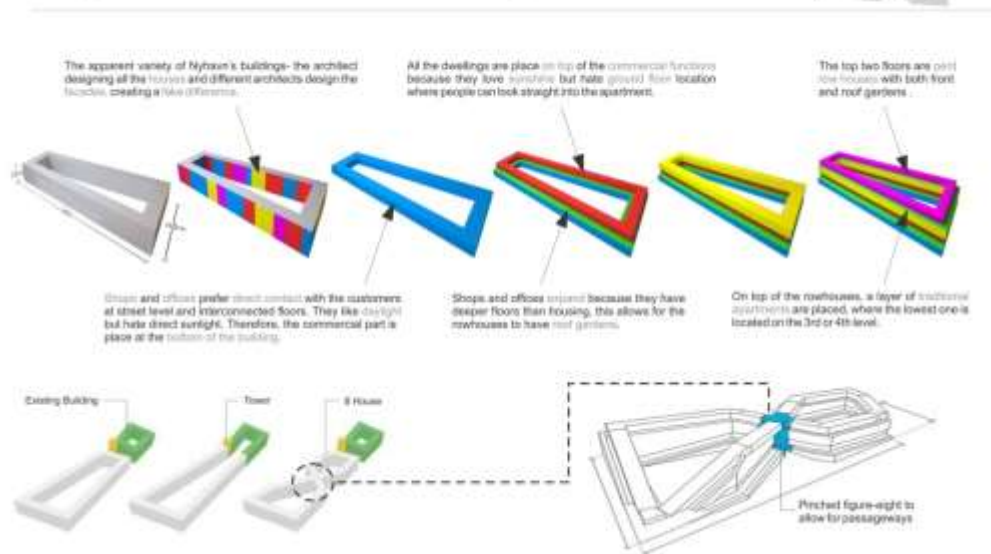 The apparent variety of Nyhavn's buildings- the architect
designing all the houses and different architects design the
facades, creating a fake difference.
All the dwellings are place on top of the commercial functions
because they love sunshine but hate ground floor location
where people can look straight into the apartment.
The top two floors are pent
row houses with both front
and roof gardens
Shops and offices prefer direct contact with the customers
at street level and interconnected floors. They like daylight
but hate direct sunlight. Therefore, the commercial part is
place at the bottom of the building.
Shops and offices expand because they have
deeper floors than housing, this allows for the
rowhouses to have roof gardens.
On top of the rowhouses, a layer of traditional
apartments are placed, where the lowest one is
located on the 3rd or 4th level.
Existing Building
Tower
8 House
Pinched figure-eight to
allow for passageways